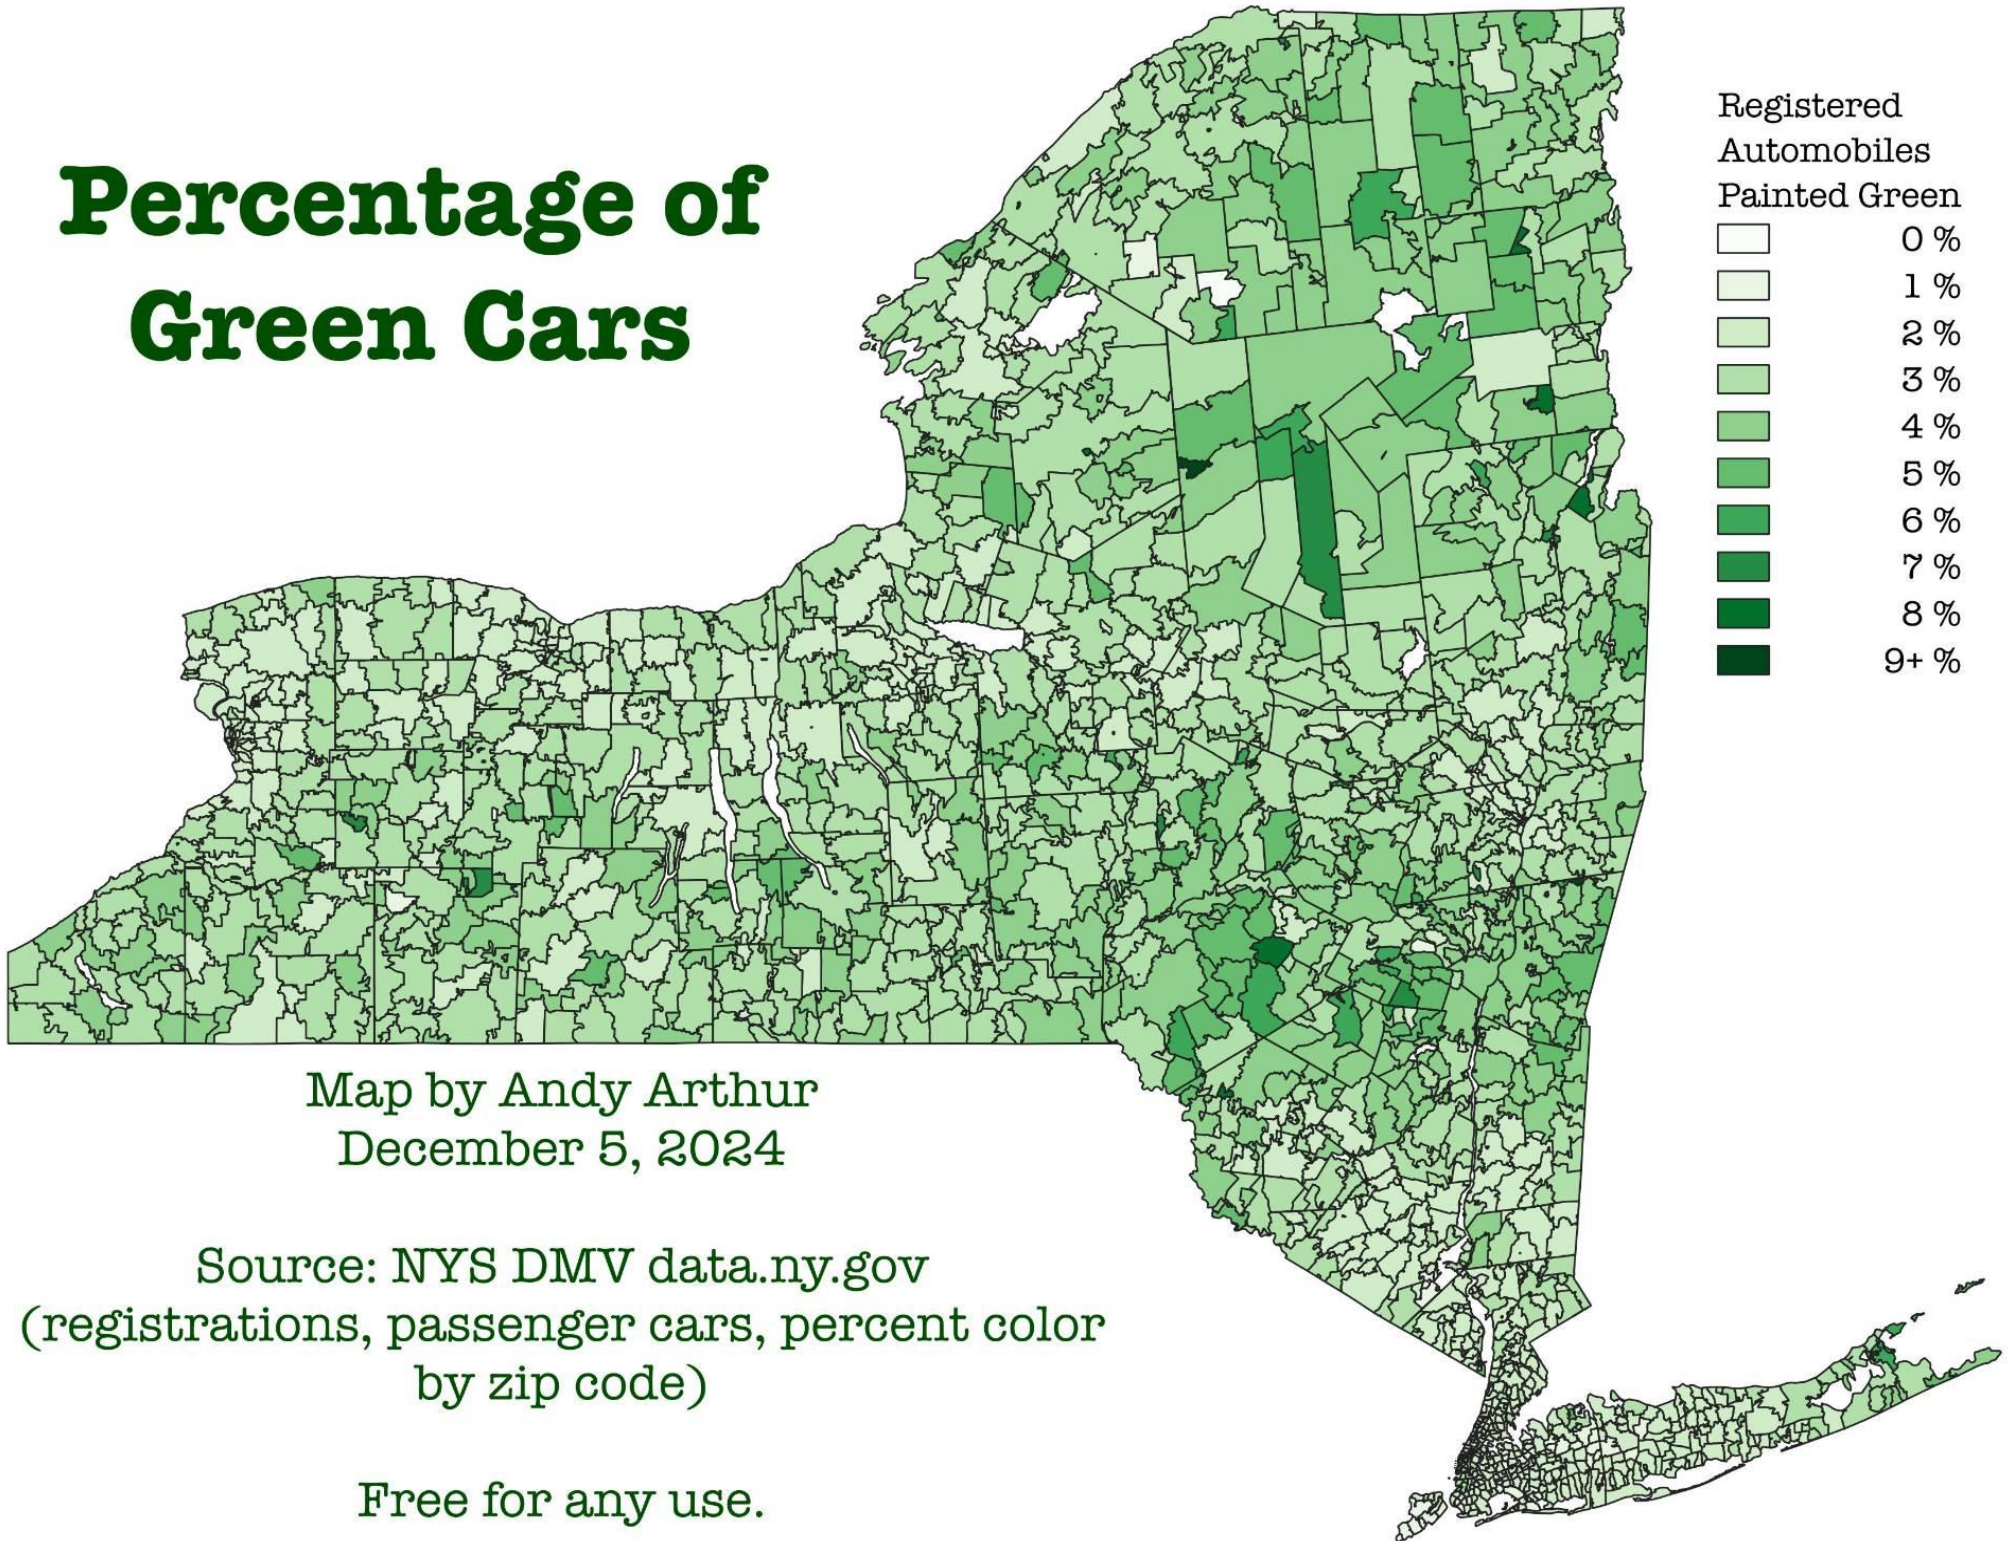 Percentage of
Green Cars
Registered
Automobiles
Painted Green
0 %
1 %
2 %
3 %
4 %
5 %
6 %
7 %
8 %
9+ %
Map by Andy Arthur
December 5, 2024
Source: NYS DMV data.ny.gov
(registrations, passenger cars, percent color
by zip code)
Free for any use.